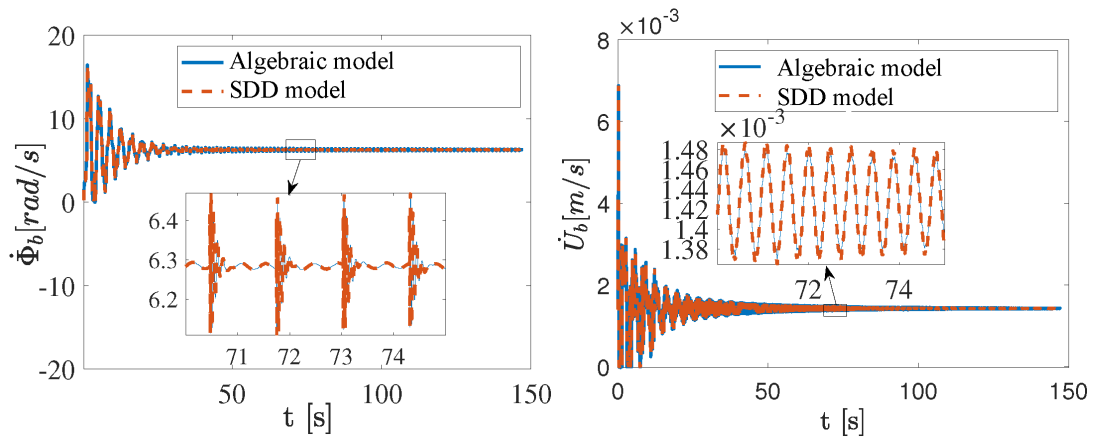 20
10
0
-10
-20
Φ̇_b[rad/s]
Algebraic model
SDD model
6.4
6.3
6.2
71 72 73 74
50 100 150
t [s]
×10⁻³
8
6
4
2
0
U̇_b[m/s]
Algebraic model
SDD model
×10⁻³
1.48
1.46
1.44
1.42
1.4
1.38
72 74
0 50 100 150
t [s]